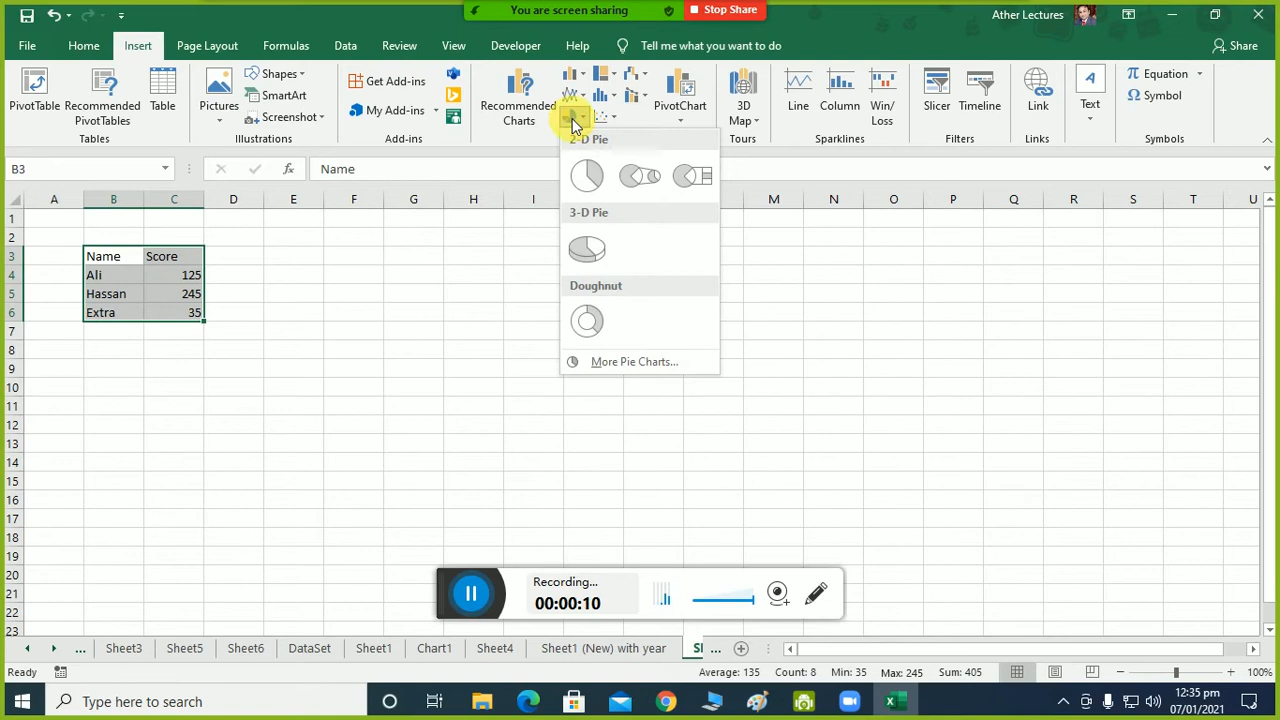 You are screen sharing
Stop Share
Ather Lectures
File
Home
Insert
Page Layout
Formulas
Data
Review
View
Developer
Help
Tell me what you want to do
Share
PivotTable
Recommended PivotTables
Table
Tables
Pictures
Shapes
SmartArt
Screenshot
Illustrations
Get Add-ins
My Add-ins
Add-ins
Recommended Charts
PivotChart
3D Map
Tours
Line
Column
Win/Loss
Sparklines
Slicer
Timeline
Filters
Link
Links
Text
Equation
Symbol
Symbols
B3
Name
2-D Pie
3-D Pie
Doughnut
More Pie Charts...
A B C D E F G H I M N O P Q R S T U
1
2
3 Name Score
4 Ali 125
5 Hassan 245
6 Extra 35
7
8
9
10
11
12
13
14
15
16
17
18
19
20
21
22
23
Recording...
00:00:10
... Sheet3 Sheet5 Sheet6 DataSet Sheet1 Chart1 Sheet4 Sheet1 (New) with year ...
Ready
Average: 135 Count: 8 Min: 35 Max: 245 Sum: 405
100%
Type here to search
12:35 pm
07/01/2021